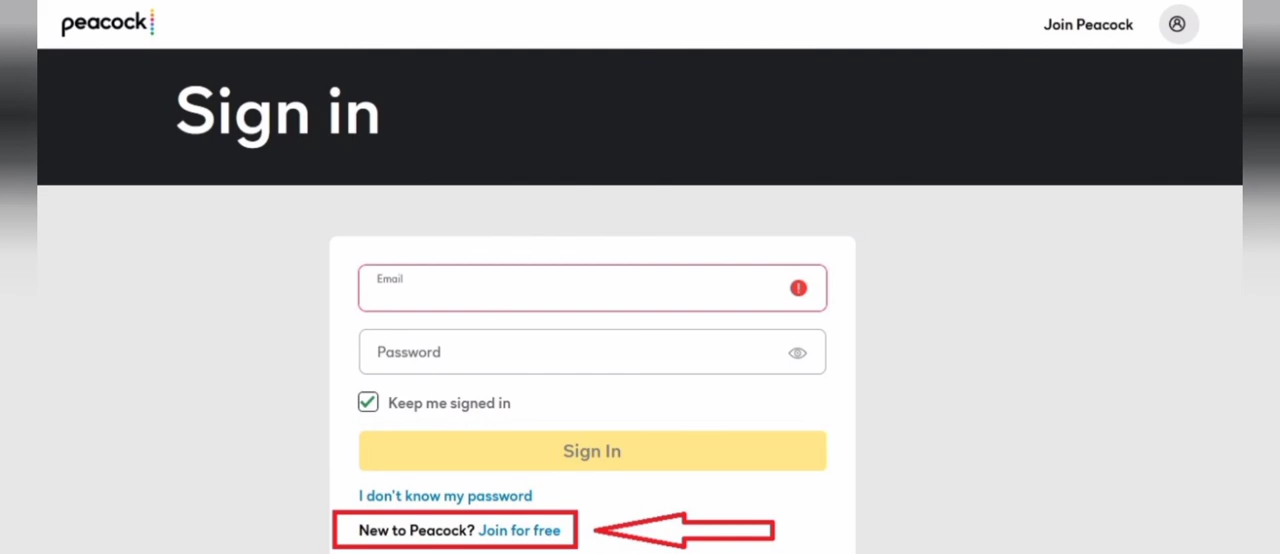 peacock
Join Peacock
Sign in
Email
!
Password
Keep me signed in
Sign In
I don't know my password
New to Peacock? Join for free